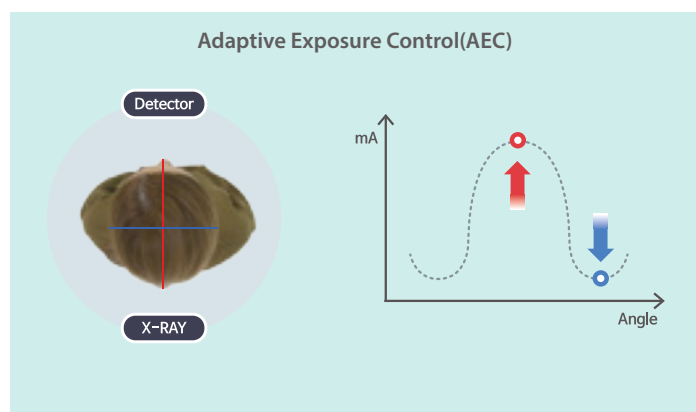 Adaptive Exposure Control(AEC)
Detector
mA
X-RAY
Angle